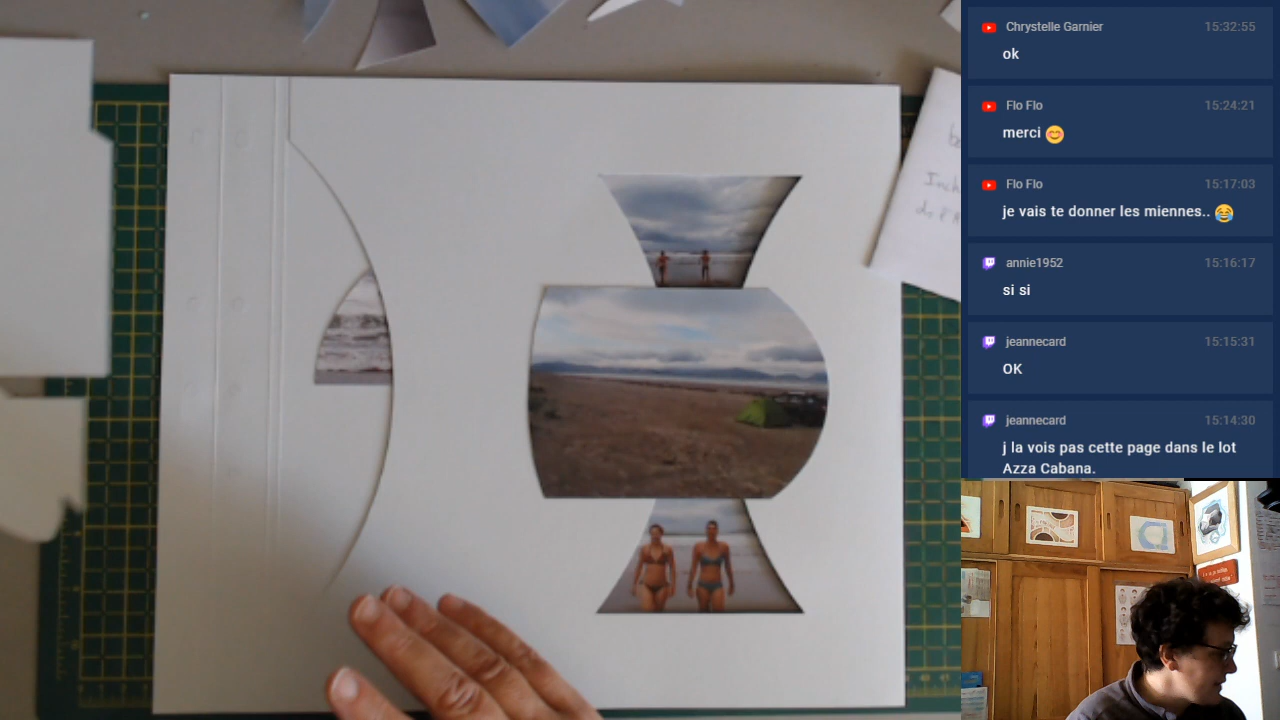 Chrystelle Garnier 15:32:55
ok
Flo Flo 15:24:21
merci 😊
Flo Flo 15:17:03
je vais te donner les miennes.. 😂
annie1952 15:16:17
si si
jeannecard 15:15:31
OK
jeannecard 15:14:30
j la vois pas cette page dans le lot
Azza Cabana.